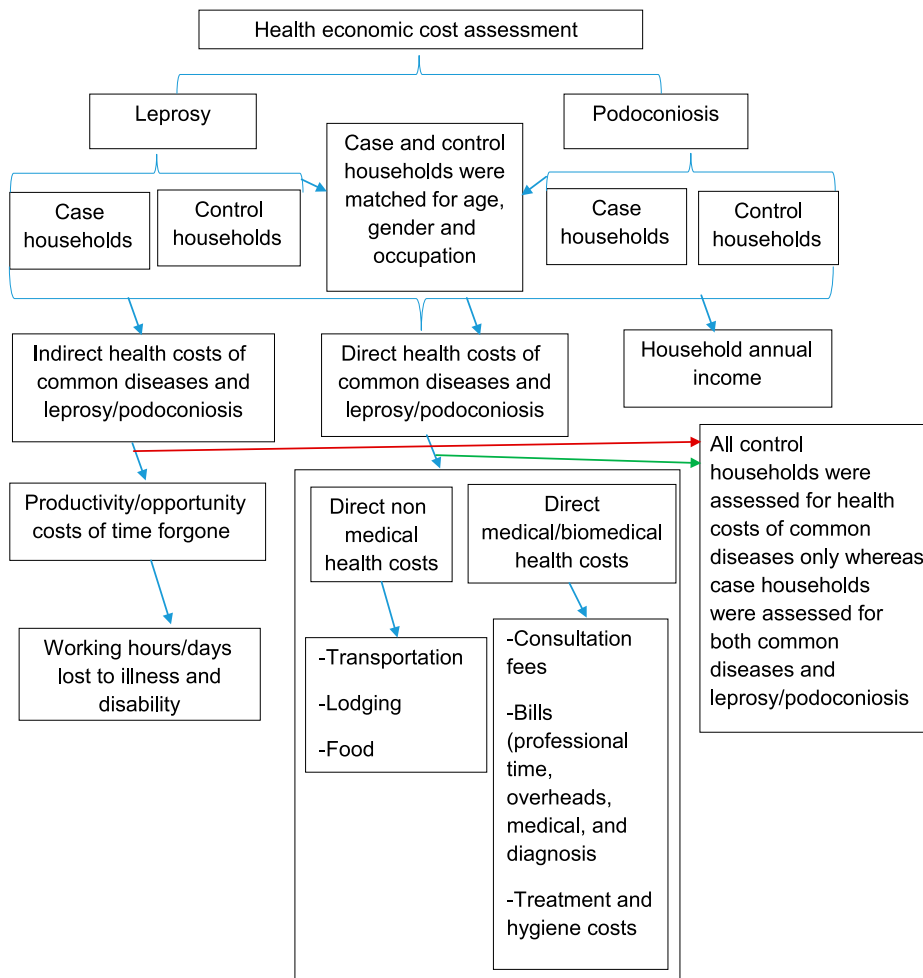 Health economic cost assessment
Leprosy
Podoconiosis
Case and control
households were
matched for age,
gender and
occupation
Case
households
Control
households
Case
households
Control
households
Indirect health costs of
common diseases and
leprosy/podoconiosis
Direct health costs of
common diseases and
leprosy/podoconiosis
Household annual
income
All control
households were
assessed for health
costs of common
diseases only whereas
case households
were assessed for
both common
diseases and
leprosy/podoconiosis
Productivity/opportunity
costs of time forgone
Direct non
medical
health costs
Direct
medical/biomedical
health costs
Working hours/days
lost to illness and
disability
-Transportation
-Lodging
-Food
-Consultation
fees
-Bills
(professional
time,
overheads,
medical, and
diagnosis
-Treatment and
hygiene costs